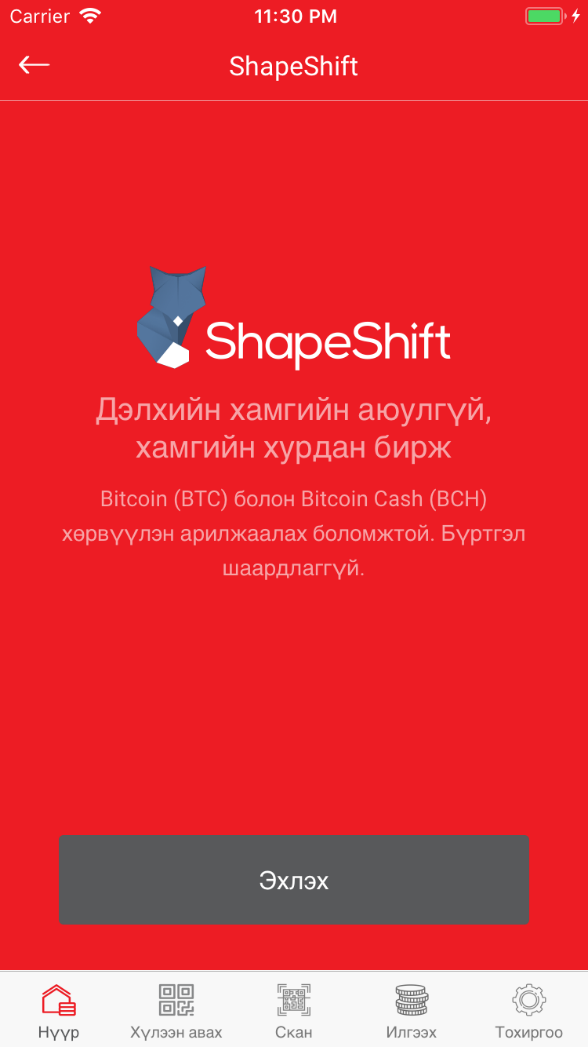 Carrier 11:30 PM
ShapeShift
ShapeShift
Дэлхийн хамгийн аюулгүй,
хамгийн хурдан бирж
Bitcoin (BTC) болон Bitcoin Cash (BCH)
хөрвүүлэн арилжаалах боломжтой. Бүртгэл
шаардлаггүй.
Эхлэх
Нүүр Хүлээн авах Скан Илгээх Тохиргоо